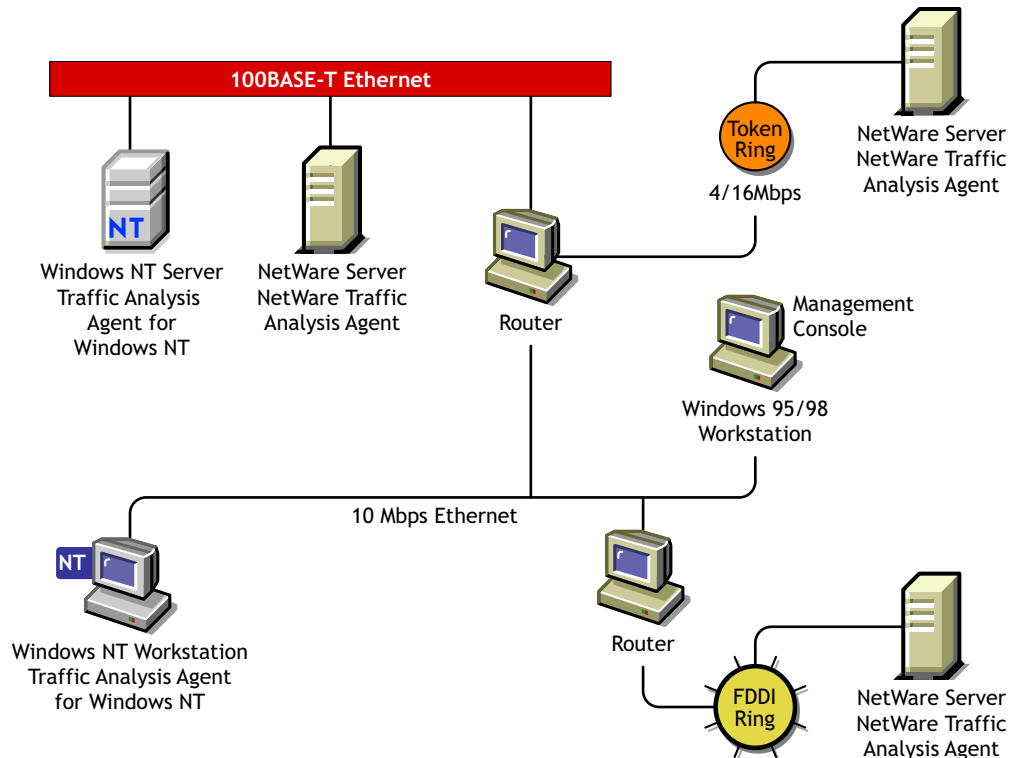 100BASE-T Ethernet
Token
Ring
4/16Mbps
NetWare Server
NetWare Traffic
Analysis Agent
NT
Windows NT Server
Traffic Analysis
Agent for
Windows NT
NetWare Server
NetWare Traffic
Analysis Agent
Router
Management
Console
Windows 95/98
Workstation
10 Mbps Ethernet
NT
Windows NT Workstation
Traffic Analysis Agent
for Windows NT
Router
FDDI
Ring
NetWare Server
NetWare Traffic
Analysis Agent